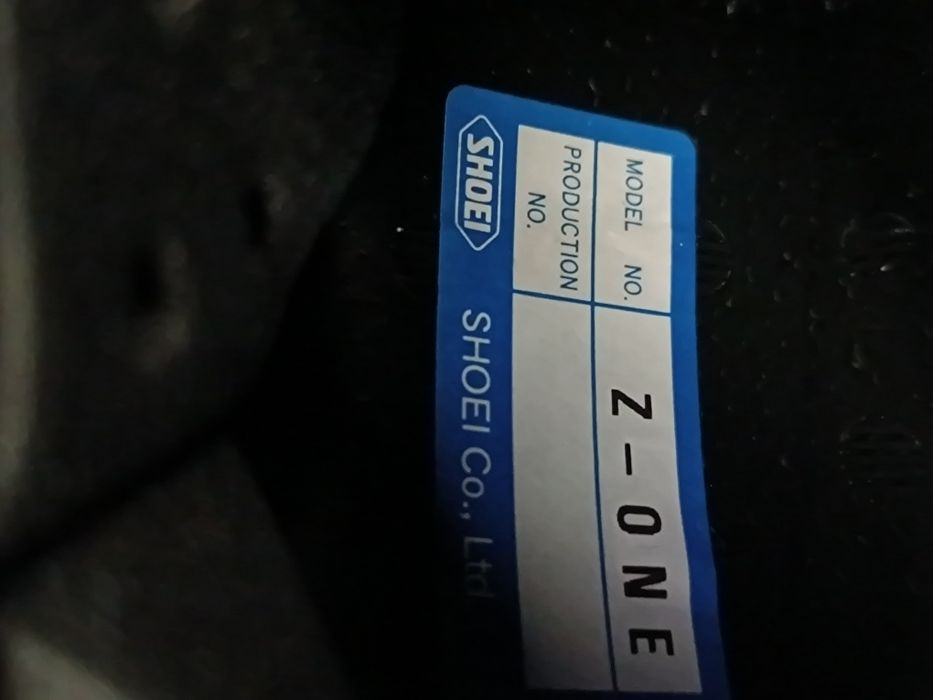 MODEL NO. Z-ONE
PRODUCTION
NO.
SHOEI SHOEI Co., Ltd